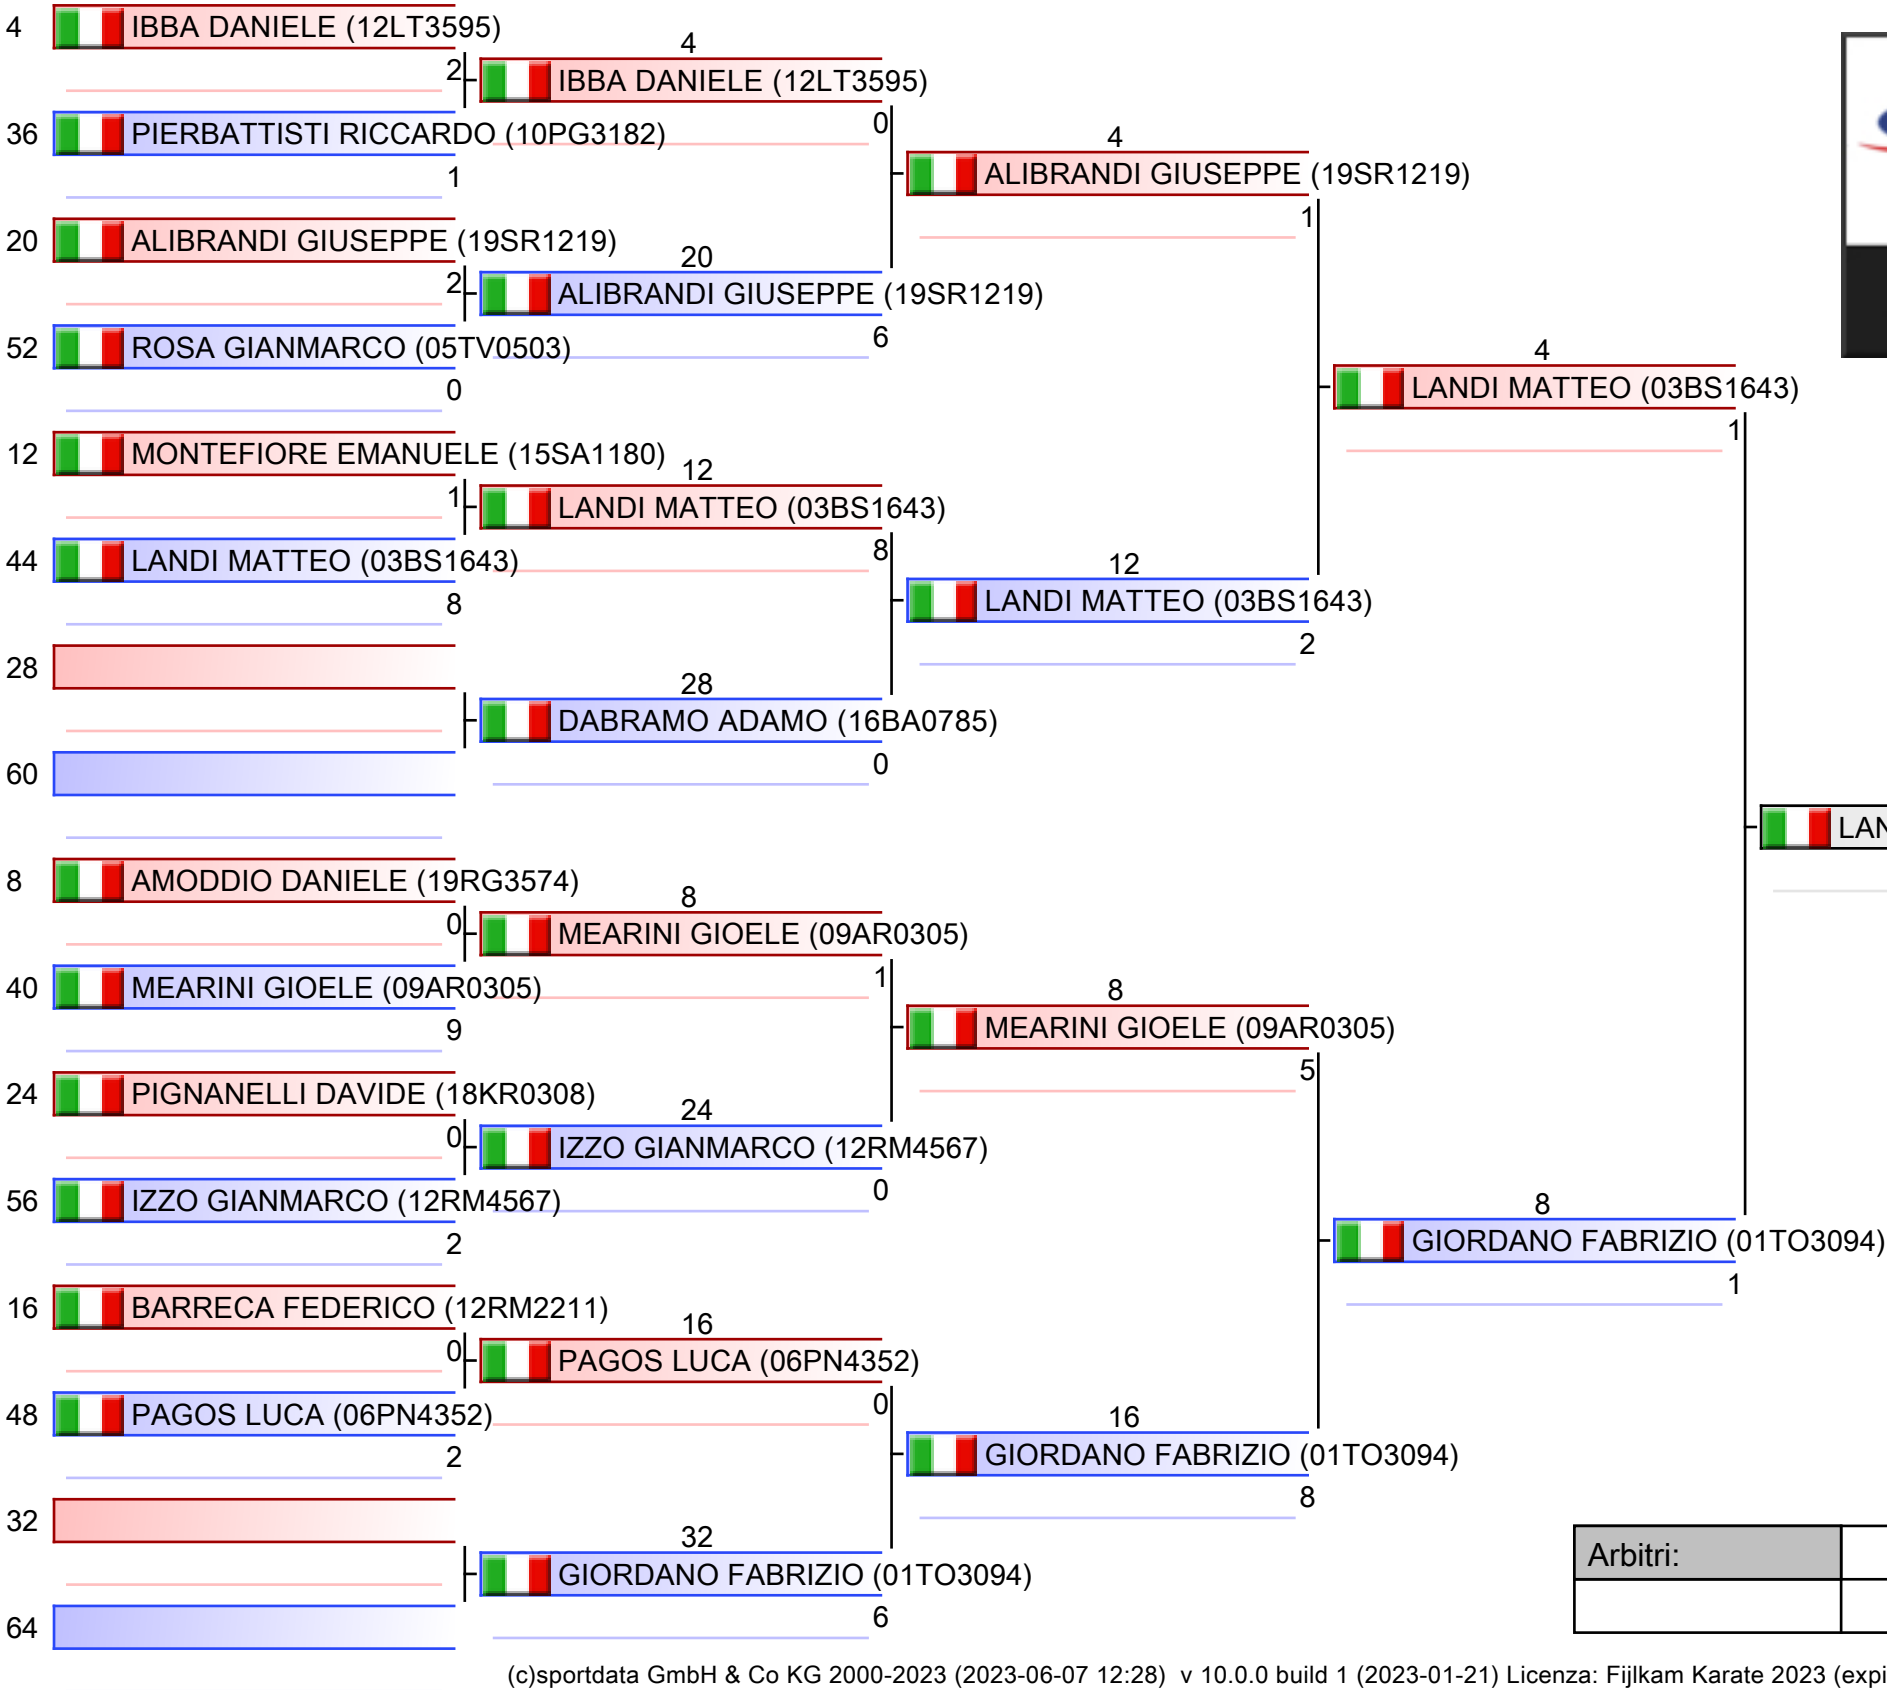 4 IBBA DANIELE (12LT3595)
2
36 PIERBATTISTI RICCARDO (10PG3182)
1
20 ALIBRANDI GIUSEPPE (19SR1219)
2
52 ROSA GIANMARCO (05TV0503)
0
12 MONTEFIORE EMANUELE (15SA1180)
1
44 LANDI MATTEO (03BS1643)
8
28
60
8 AMODDIO DANIELE (19RG3574)
0
40 MEARINI GIOELE (09AR0305)
9
24 PIGNANELLI DAVIDE (18KR0308)
0
56 IZZO GIANMARCO (12RM4567)
2
16 BARRECA FEDERICO (12RM2211)
0
48 PAGOS LUCA (06PN4352)
2
32
64
4
IBBA DANIELE (12LT3595)
0
20
ALIBRANDI GIUSEPPE (19SR1219)
6
12
LANDI MATTEO (03BS1643)
8
28
DABRAMO ADAMO (16BA0785)
0
8
MEARINI GIOELE (09AR0305)
1
24
IZZO GIANMARCO (12RM4567)
0
16
PAGOS LUCA (06PN4352)
0
32
GIORDANO FABRIZIO (01TO3094)
6
4
ALIBRANDI GIUSEPPE (19SR1219)
1
12
LANDI MATTEO (03BS1643)
2
8
MEARINI GIOELE (09AR0305)
5
16
GIORDANO FABRIZIO (01TO3094)
8
4
LANDI MATTEO (03BS1643)
1
8
GIORDANO FABRIZIO (01TO3094)
1
LAN
Arbitri:
(c)sportdata GmbH & Co KG 2000-2023 (2023-06-07 12:28) v 10.0.0 build 1 (2023-01-21) Licenza: Fijlkam Karate 2023 (expi